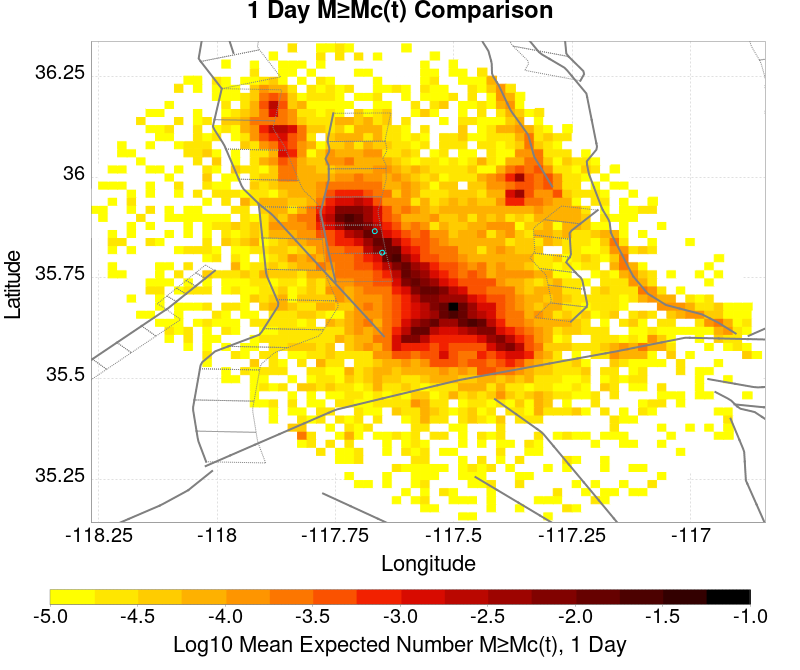 1 Day M≥Mc(t) Comparison
36.25
36
35.75
35.5
35.25
Latitude
-118.25 -118 -117.75 -117.5 -117.25 -117
Longitude
-5.0 -4.5 -4.0 -3.5 -3.0 -2.5 -2.0 -1.5 -1.0
Log10 Mean Expected Number M≥Mc(t), 1 Day